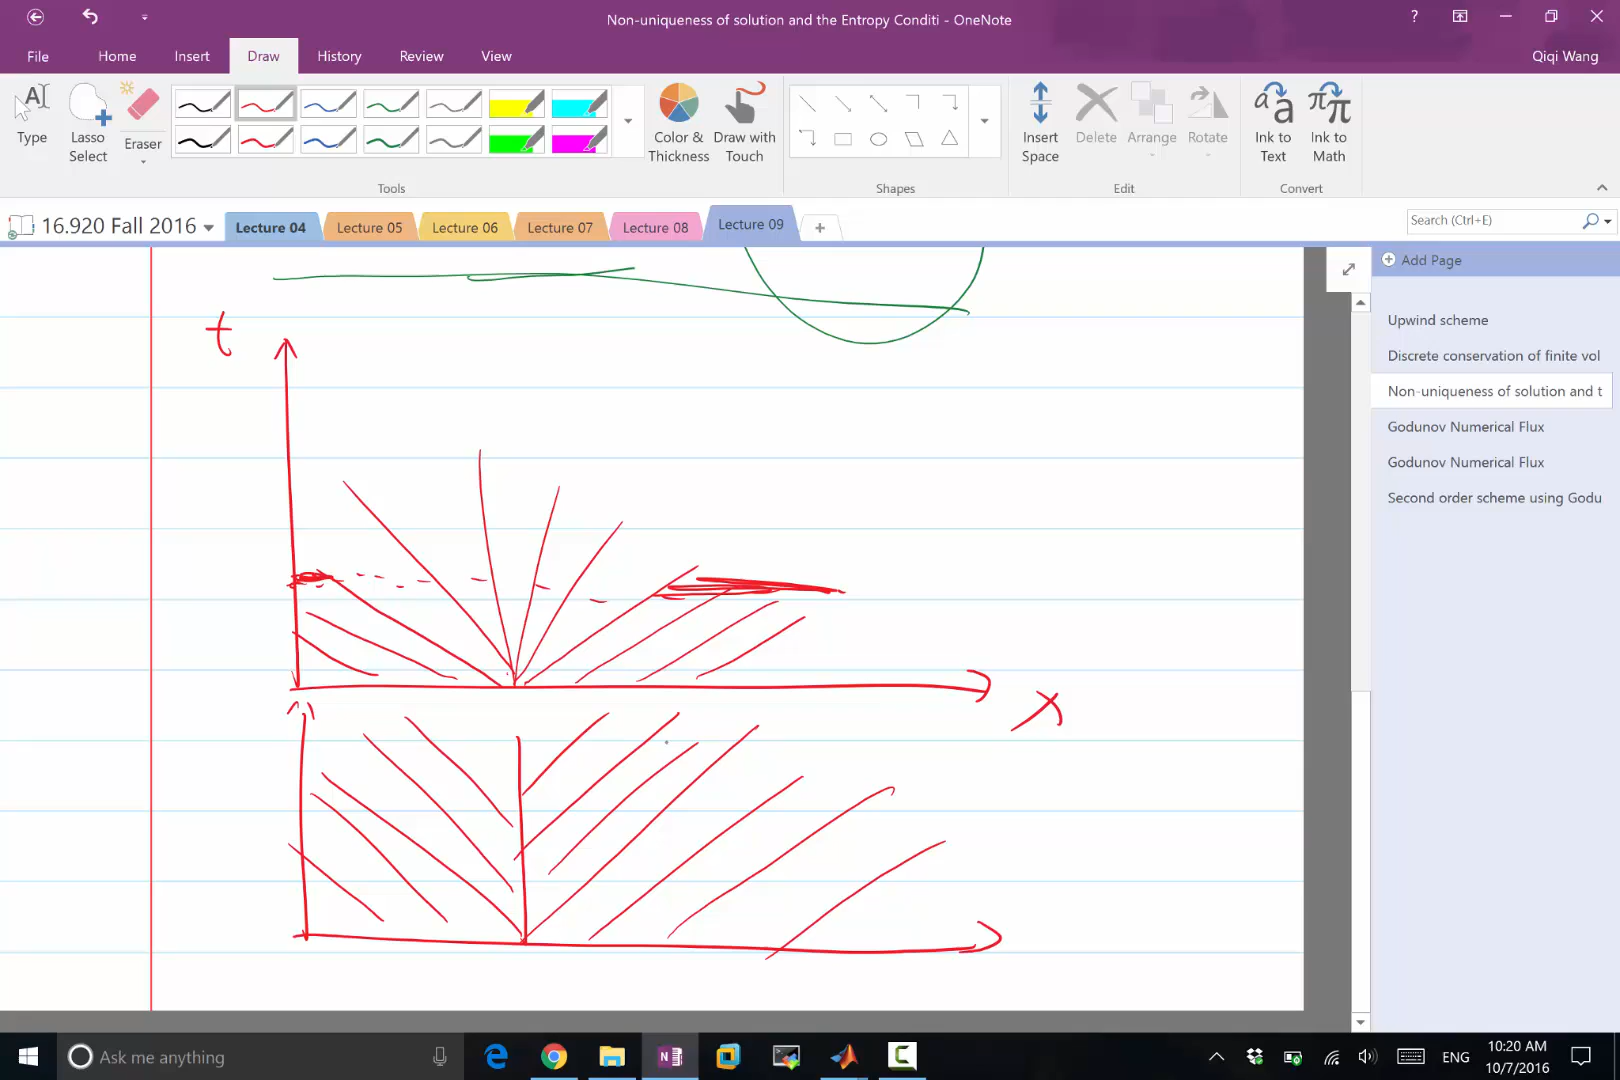 Non-uniqueness of solution and the Entropy Conditi - OneNote
?
File
Home
Insert
Draw
History
Review
View
Qiqi Wang
Type
Lasso Select
Eraser
Color & Thickness
Draw with Touch
Insert Space
Delete
Arrange
Rotate
Ink to Text
Ink to Math
Tools
Shapes
Edit
Convert
16.920 Fall 2016
Lecture 04
Lecture 05
Lecture 06
Lecture 07
Lecture 08
Lecture 09
+
Search (Ctrl+E)
Add Page
Upwind scheme
Discrete conservation of finite vol
Non-uniqueness of solution and t
Godunov Numerical Flux
Godunov Numerical Flux
Second order scheme using Godu
t
x
Ask me anything
ENG
10:20 AM
10/7/2016